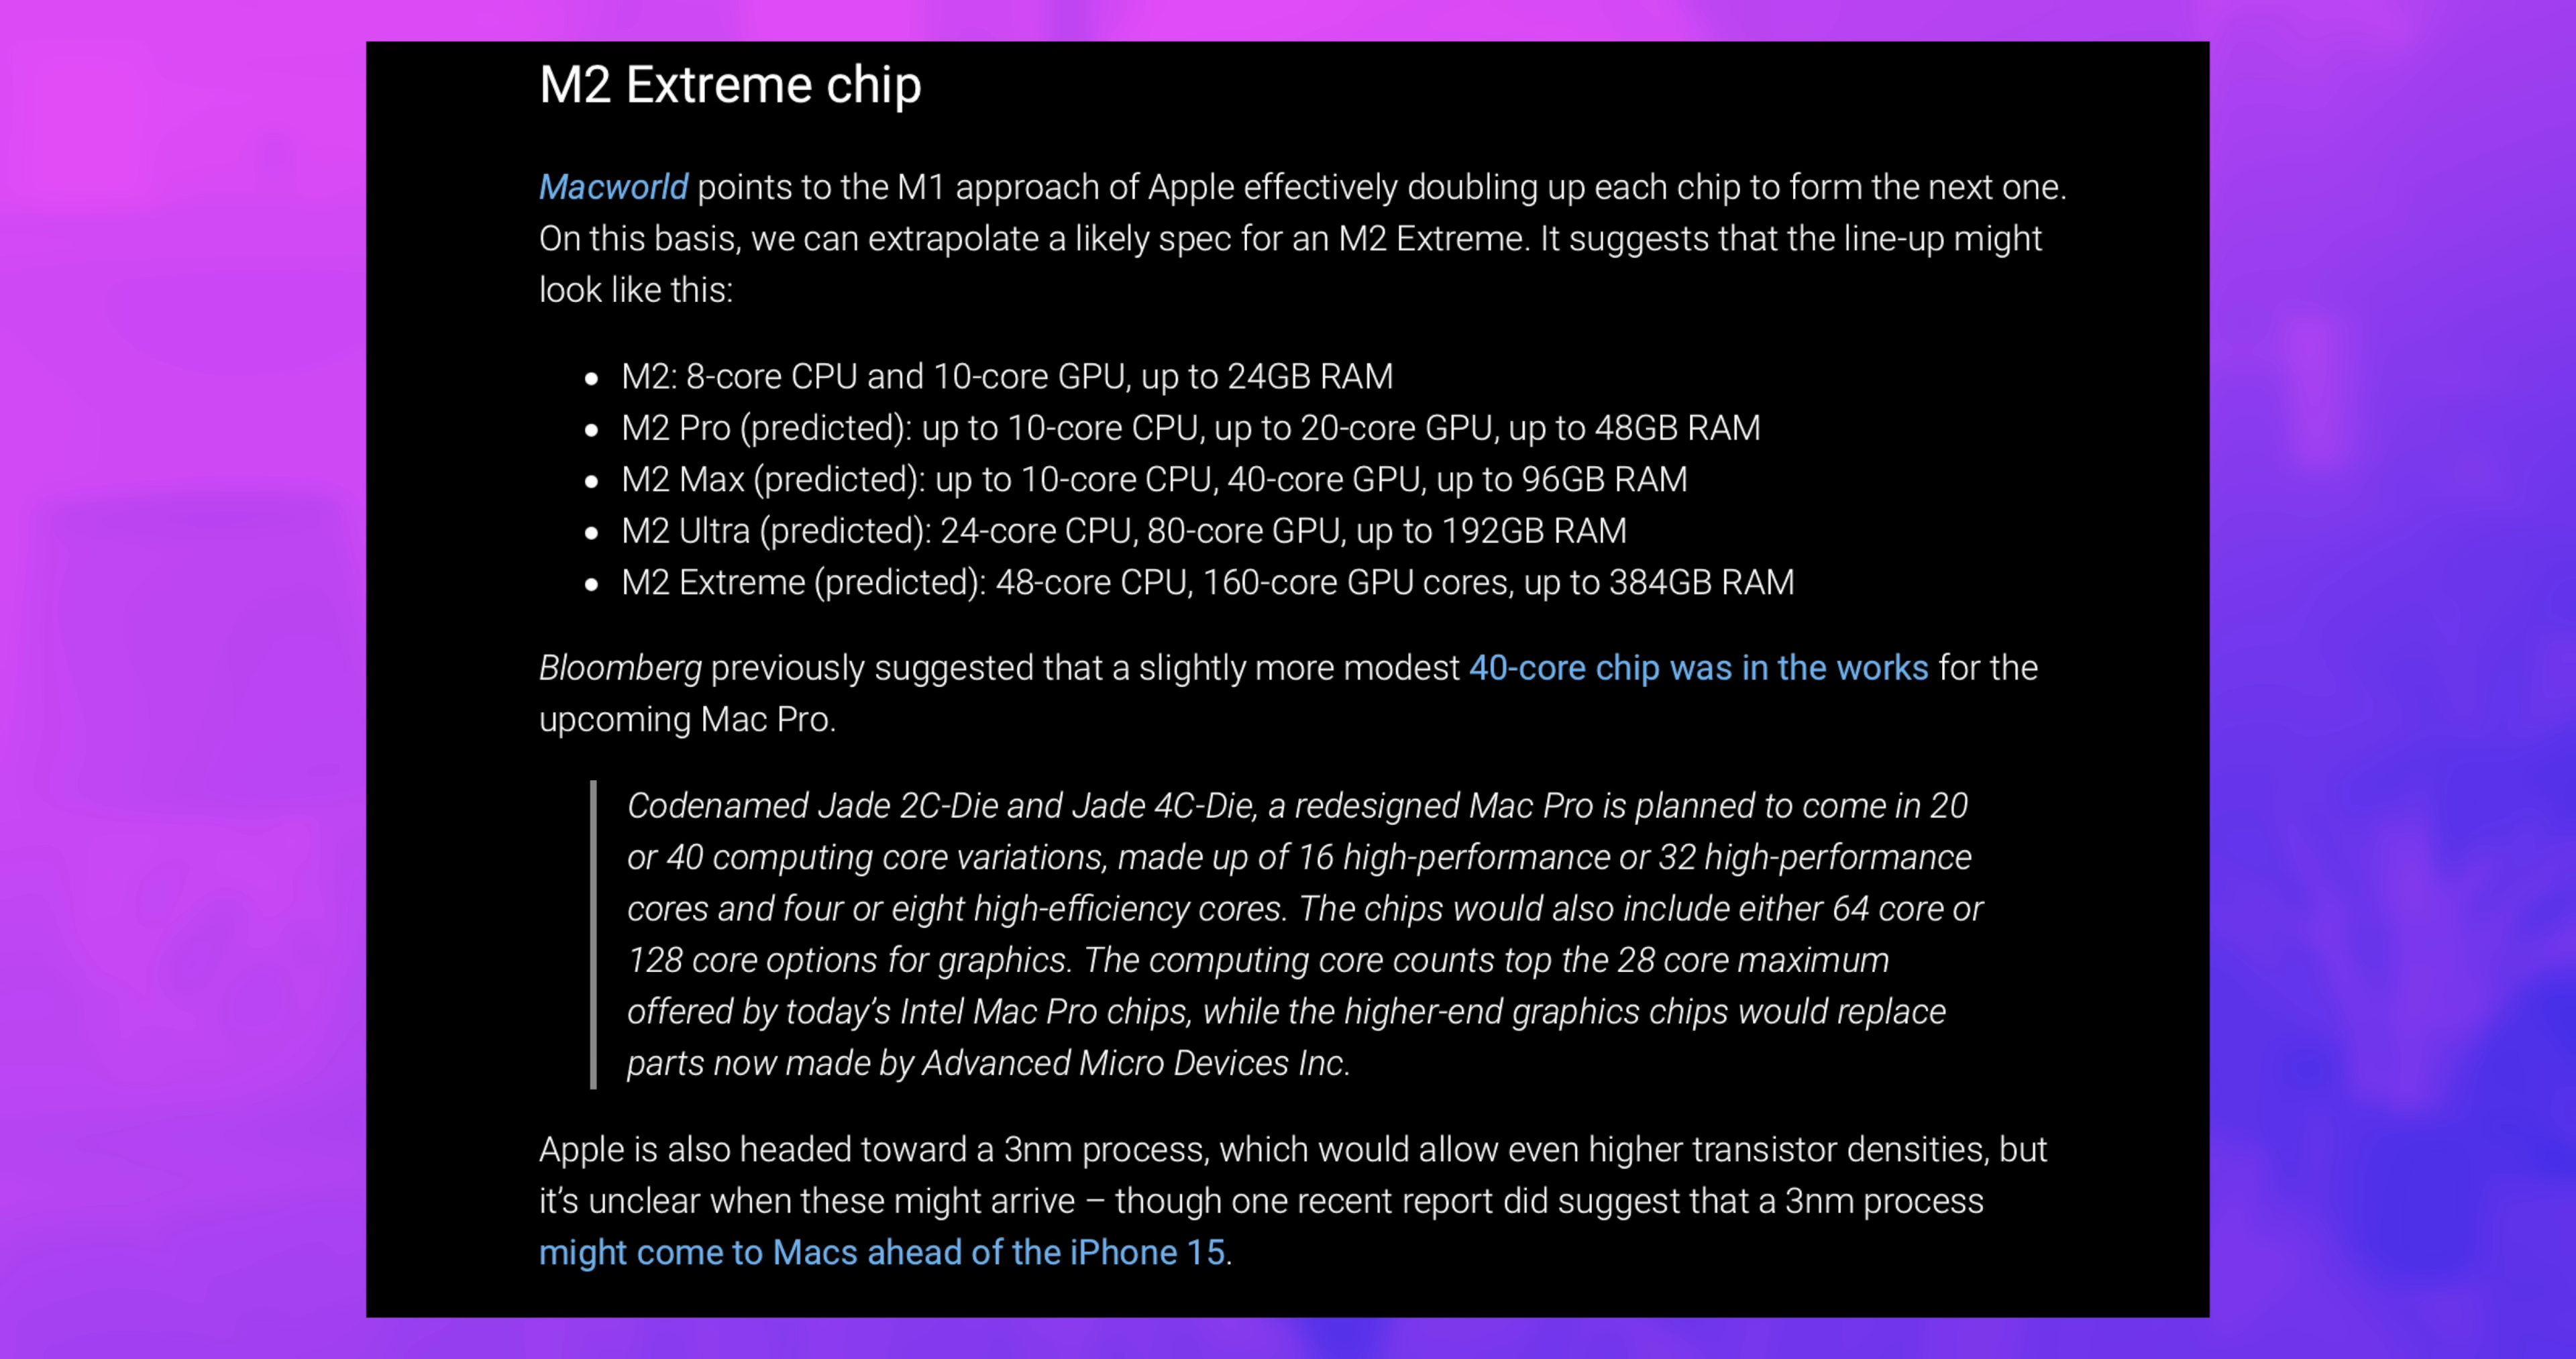 M2 Extreme chip
Macworld points to the M1 approach of Apple effectively doubling up each chip to form the next one.
On this basis, we can extrapolate a likely spec for an M2 Extreme. It suggests that the line-up might
look like this:
• M2: 8-core CPU and 10-core GPU, up to 24GB RAM
• M2 Pro (predicted): up to 10-core CPU, up to 20-core GPU, up to 48GB RAM
• M2 Max (predicted): up to 10-core CPU, 40-core GPU, up to 96GB RAM
• M2 Ultra (predicted): 24-core CPU, 80-core GPU, up to 192GB RAM
• M2 Extreme (predicted): 48-core CPU, 160-core GPU cores, up to 384GB RAM
Bloomberg previously suggested that a slightly more modest 40-core chip was in the works for the
upcoming Mac Pro.
Codenamed Jade 2C-Die and Jade 4C-Die, a redesigned Mac Pro is planned to come in 20
or 40 computing core variations, made up of 16 high-performance or 32 high-performance
cores and four or eight high-efficiency cores. The chips would also include either 64 core or
128 core options for graphics. The computing core counts top the 28 core maximum
offered by today’s Intel Mac Pro chips, while the higher-end graphics chips would replace
parts now made by Advanced Micro Devices Inc.
Apple is also headed toward a 3nm process, which would allow even higher transistor densities, but
it’s unclear when these might arrive – though one recent report did suggest that a 3nm process
might come to Macs ahead of the iPhone 15.